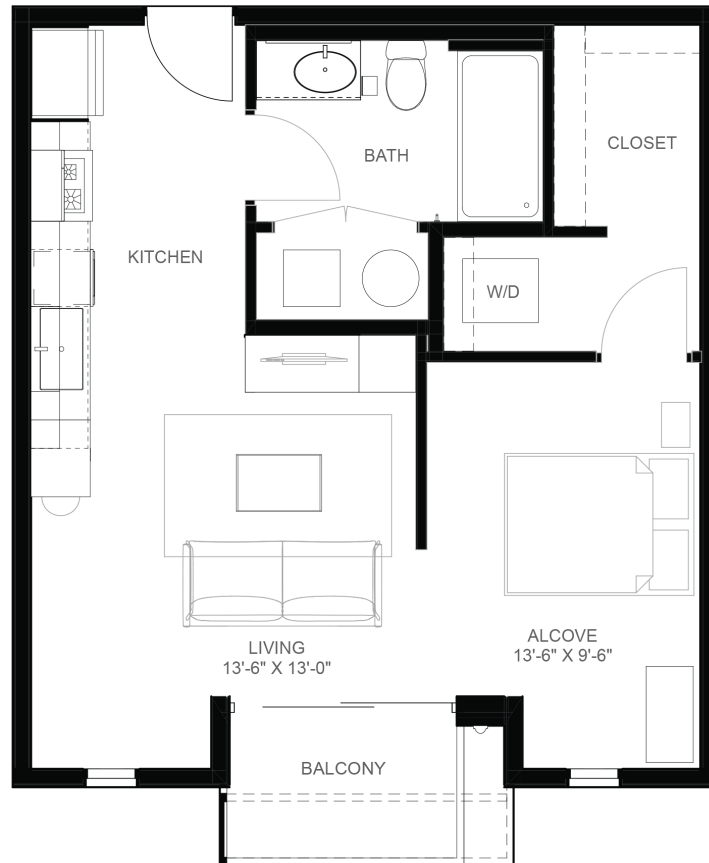 BATH
CLOSET
KITCHEN
W/D
LIVING
13'-6" X 13'-0"
ALCOVE
13'-6" X 9'-6"
BALCONY